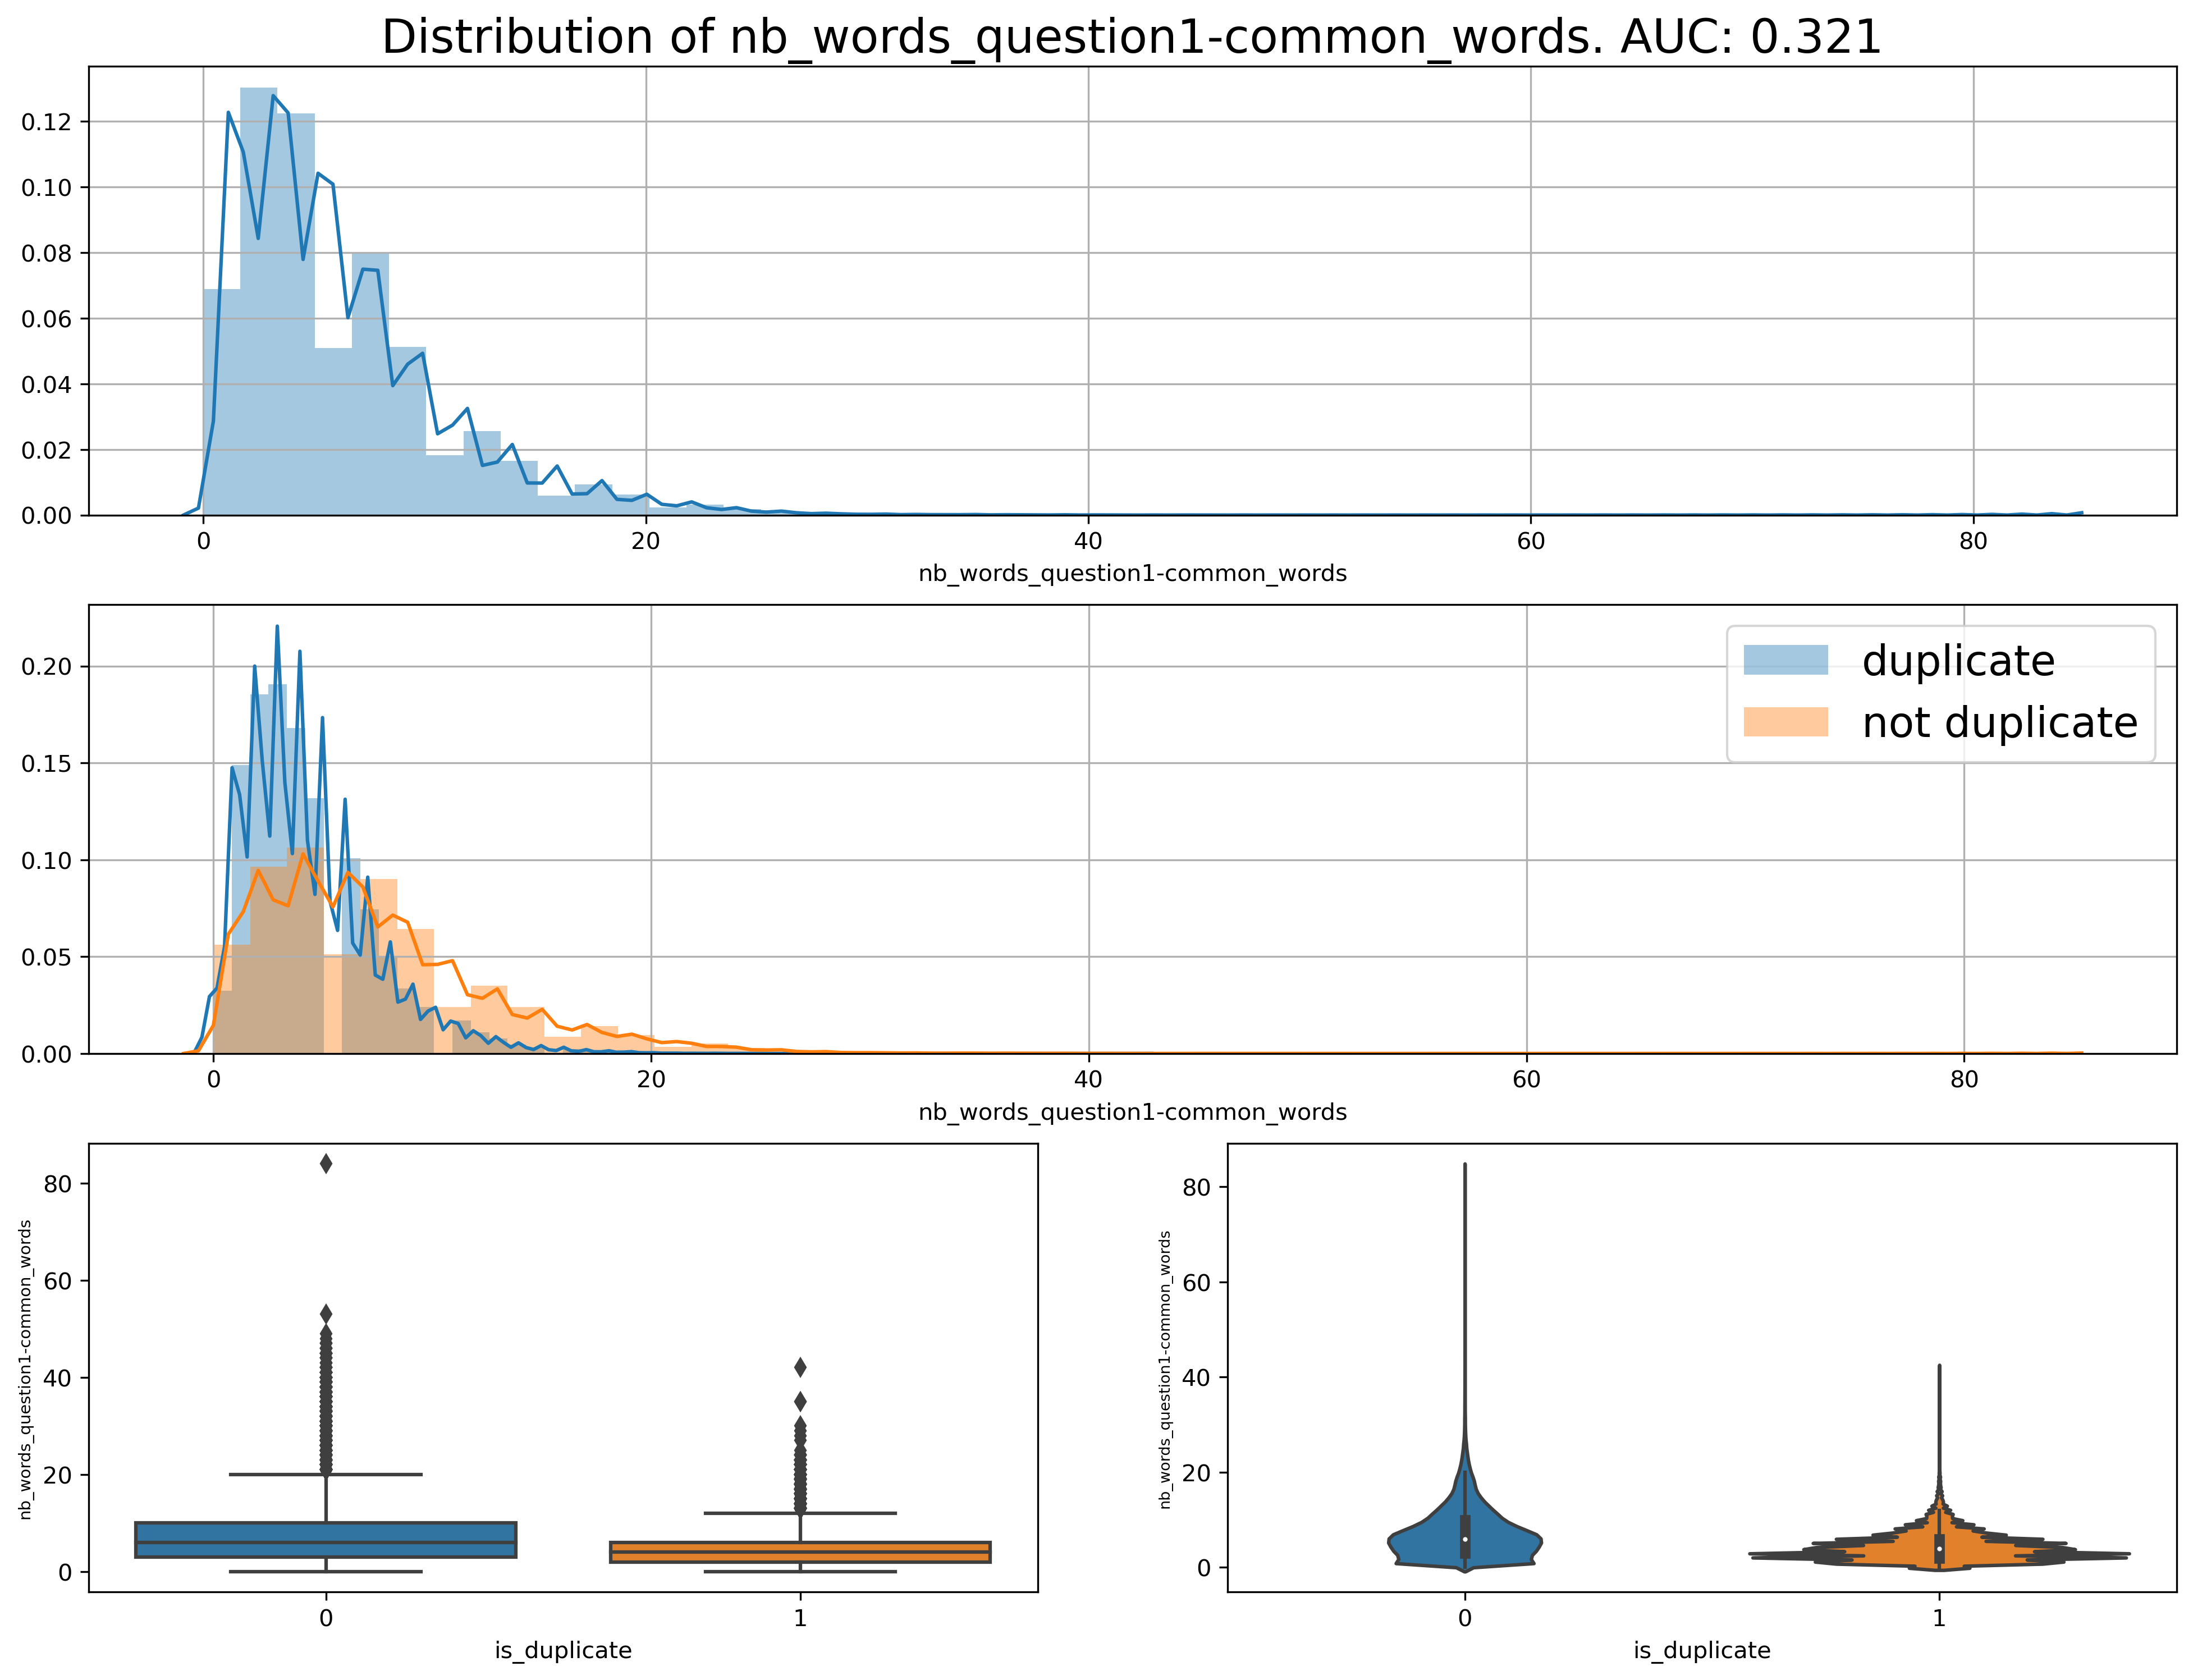 Distribution of nb_words_question1-common_words. AUC: 0.321
0.12
0.10
0.08
0.06
0.04
0.02
0.00
0 20 40 60 80
nb_words_question1-common_words
duplicate
not duplicate
0.20
0.15
0.10
0.05
0.00
0 20 40 60 80
nb_words_question1-common_words
nb_words_question1-common_words
80
60
40
20
0
0 1
is_duplicate
nb_words_question1-common_words
80
60
40
20
0
0 1
is_duplicate